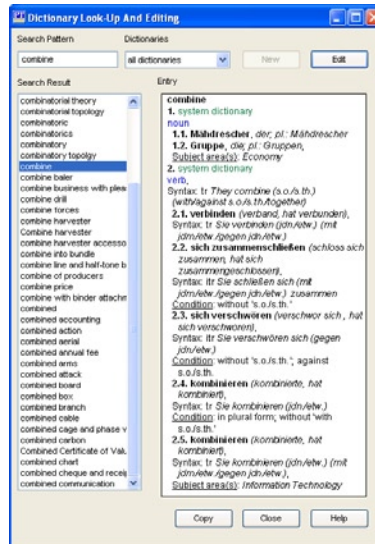 Dictionary Look-Up And Editing
Search Pattern
Dictionaries
combine
all dictionaries
New
Edit
Search Result
Entry
combinatorial theory
combinatorial topology
combinatoric
combinatorics
combinatory
combinatory topolgy
combine
combine baler
combine business with plea
combine drill
combine forces
combine harvester
Combine harvester
combine harvester accesso
combine into bundle
combine line and half-tone b
combine of producers
combine price
combine with binder attachm
combined
combined accounting
combined action
combined aerial
combined annual fee
combined arms
combined attack
combined board
combined box
combined branch
combined cable
combined cage and phase v
combined carbon
Combined Certificate of Valu
combined chart
combined cheque and receip
combined communication
combine
1. system dictionary
noun
1.1. Mähdrescher, der; pl.: Mähdrescher
1.2. Gruppe, die; pl.: Gruppen,
Subject area(s): Economy
2. system dictionary
verb,
Syntax: tr They combine (s.o./s.th.)
(with/against s.o./s.th./together)
2.1. verbinden (verband, hat verbunden),
Syntax: tr Sie verbinden (jdn/etw.) (mit
jdm/etw./gegen jdn/etw.)
2.2. sich zusammenschließen (schloss sich
zusammen, hat sich
zusammengeschlossen),
Syntax: itr Sie schließen sich (mit
jdm/etw./gegen jdn/etw.) zusammen
Condition: without 's.o./s.th.'
2.3. sich verschwören (verschwor sich , hat
sich verschworen),
Syntax: itr Sie verschwören sich (gegen
jdn/etw.)
Condition: without 's.o./s.th.'; against
s.o./s.th.
2.4. kombinieren (kombinierte, hat
kombiniert),
Syntax: tr Sie kombinieren (jdn/etw.)
Condition: in plural form; without 'with
s.o./s.th.'
2.5. kombinieren (kombinierte, hat
kombiniert),
Syntax: tr Sie kombinieren (jdn/etw.) (mit
jdm/etw./gegen jdn/etw.),
Subject area(s): Information Technology
Copy
Close
Help